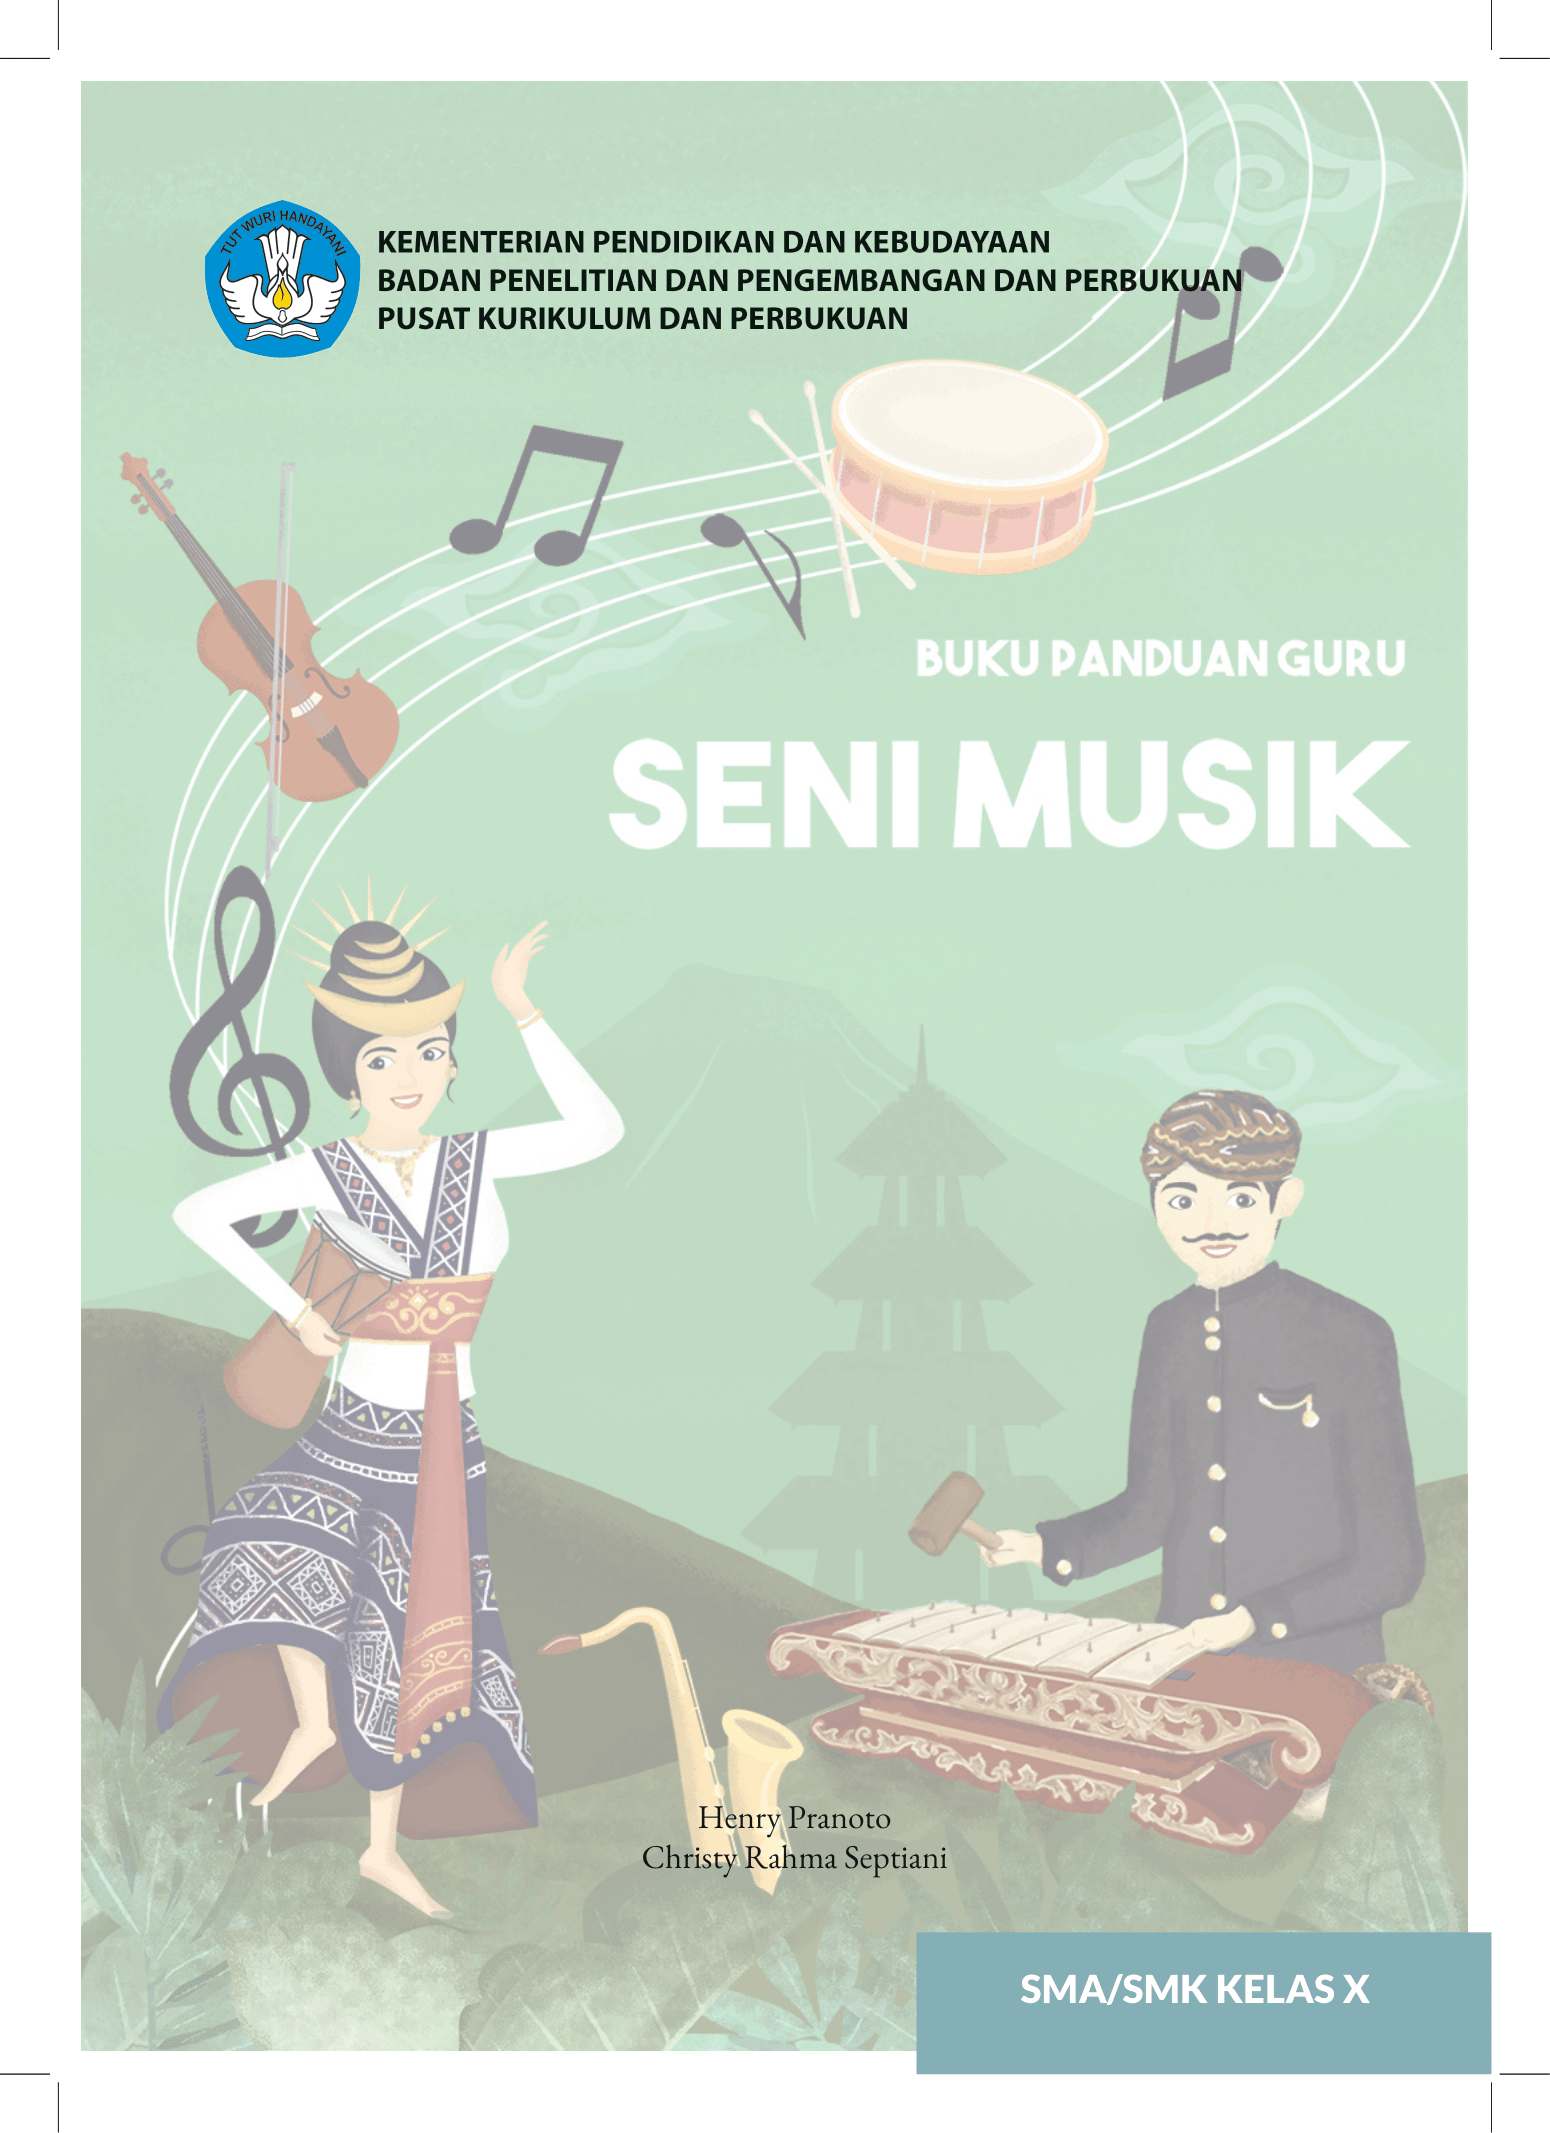 TUT WURI HANDAYANI
KEMENTERIAN PENDIDIKAN DAN KEBUDAYAAN
BADAN PENELITIAN DAN PENGEMBANGAN DAN PERBUKUAN
PUSAT KURIKULUM DAN PERBUKUAN
BUKU PANDUAN GURU
SENI MUSIK
Henry Pranoto
Christy Rahma Septiani
SMA/SMK KELAS X